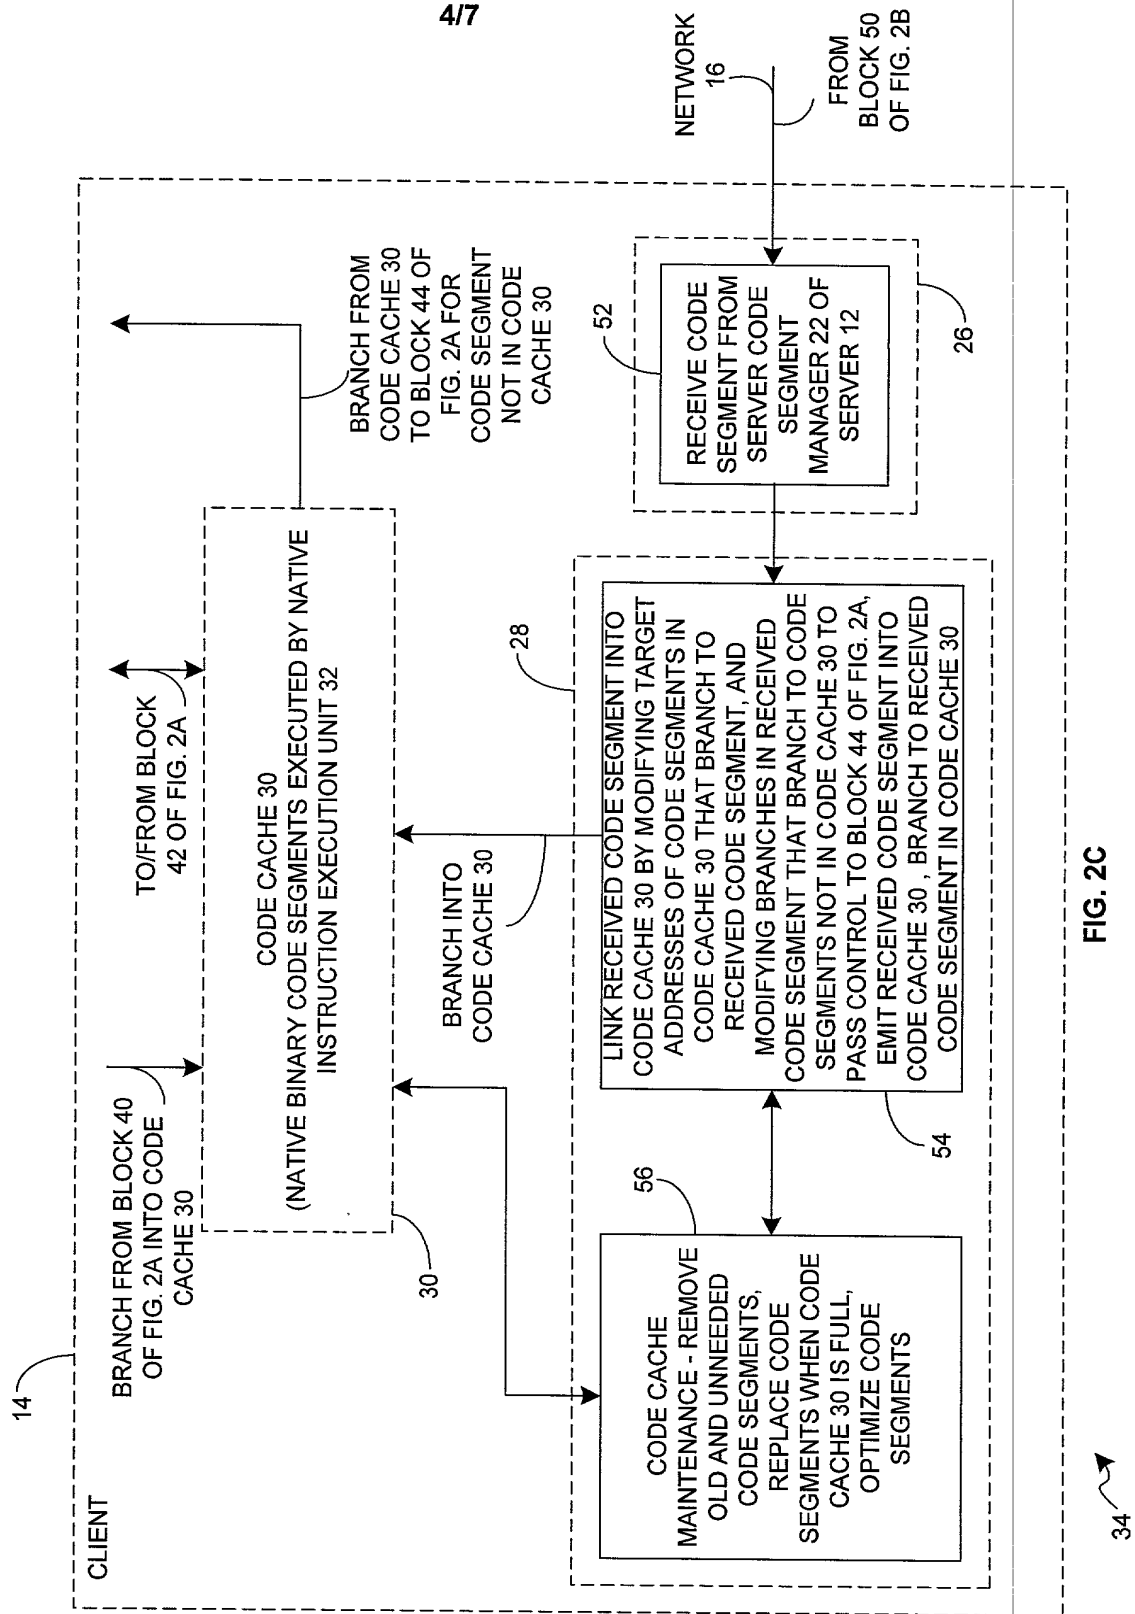 4/7
14
CLIENT
BRANCH FROM BLOCK 40
OF FIG. 2A INTO CODE
CACHE 30
TO/FROM BLOCK
42 OF FIG. 2A
BRANCH FROM
CODE CACHE 30
TO BLOCK 44 OF
FIG. 2A FOR
CODE SEGMENT
NOT IN CODE
CACHE 30
CODE CACHE 30
(NATIVE BINARY CODE SEGMENTS EXECUTED BY NATIVE
INSTRUCTION EXECUTION UNIT 32
30
BRANCH INTO
CODE CACHE 30
28
52
NETWORK
16
FROM
BLOCK 50
OF FIG. 2B
56
CODE CACHE
MAINTENANCE - REMOVE
OLD AND UNNEEDED
CODE SEGMENTS,
REPLACE CODE
SEGMENTS WHEN CODE
CACHE 30 IS FULL,
OPTIMIZE CODE
SEGMENTS
LINK RECEIVED CODE SEGMENT INTO
CODE CACHE 30 BY MODIFYING TARGET
ADDRESSES OF CODE SEGMENTS IN
CODE CACHE 30 THAT BRANCH TO
RECEIVED CODE SEGMENT, AND
MODIFYING BRANCHES IN RECEIVED
CODE SEGMENT THAT BRANCH TO CODE
SEGMENTS NOT IN CODE CACHE 30 TO
PASS CONTROL TO BLOCK 44 OF FIG. 2A,
EMIT RECEIVED CODE SEGMENT INTO
CODE CACHE 30 , BRANCH TO RECEIVED
CODE SEGMENT IN CODE CACHE 30
54
RECEIVE CODE
SEGMENT FROM
SERVER CODE
SEGMENT
MANAGER 22 OF
SERVER 12
26
34
FIG. 2C